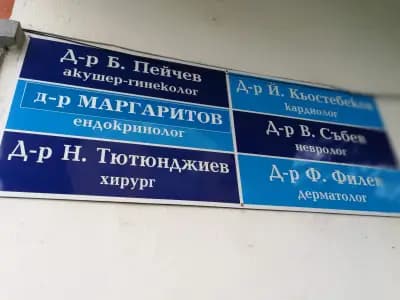 Д-р Б. Пейчев
акушер-гинеколог
д-р МАРГАРИТОВ
ендокринолог
Д-р Н. Тютюнджиев
хирург
Д-р Й. Кьостебеков
кардиолог
Д-р В. Събев
невролог
Д-р Ф. Филев
дерматолог